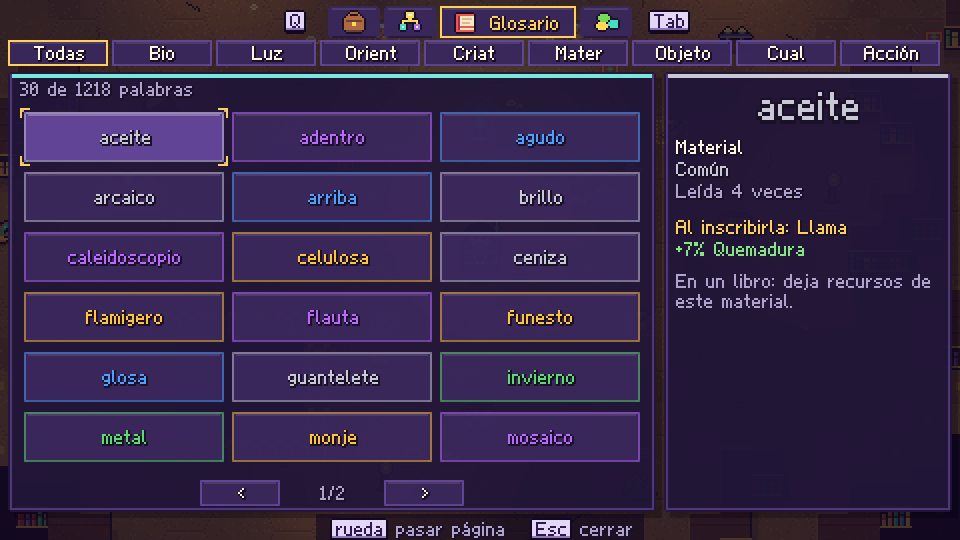 Q Glosario Tab
Todas Bio Luz Orient Criat Mater Objeto Cual Acción
30 de 1218 palabras
aceite adentro agudo
arcaico arriba brillo
caleidoscopio celulosa ceniza
flamigero flauta funesto
glosa guantelete invierno
metal monje mosaico
< 1/2 >
aceite
Material
Común
Leída 4 veces
Al inscribirla: Llama
+7% Quemadura
En un libro: deja recursos de
este material.
rueda pasar página Esc cerrar